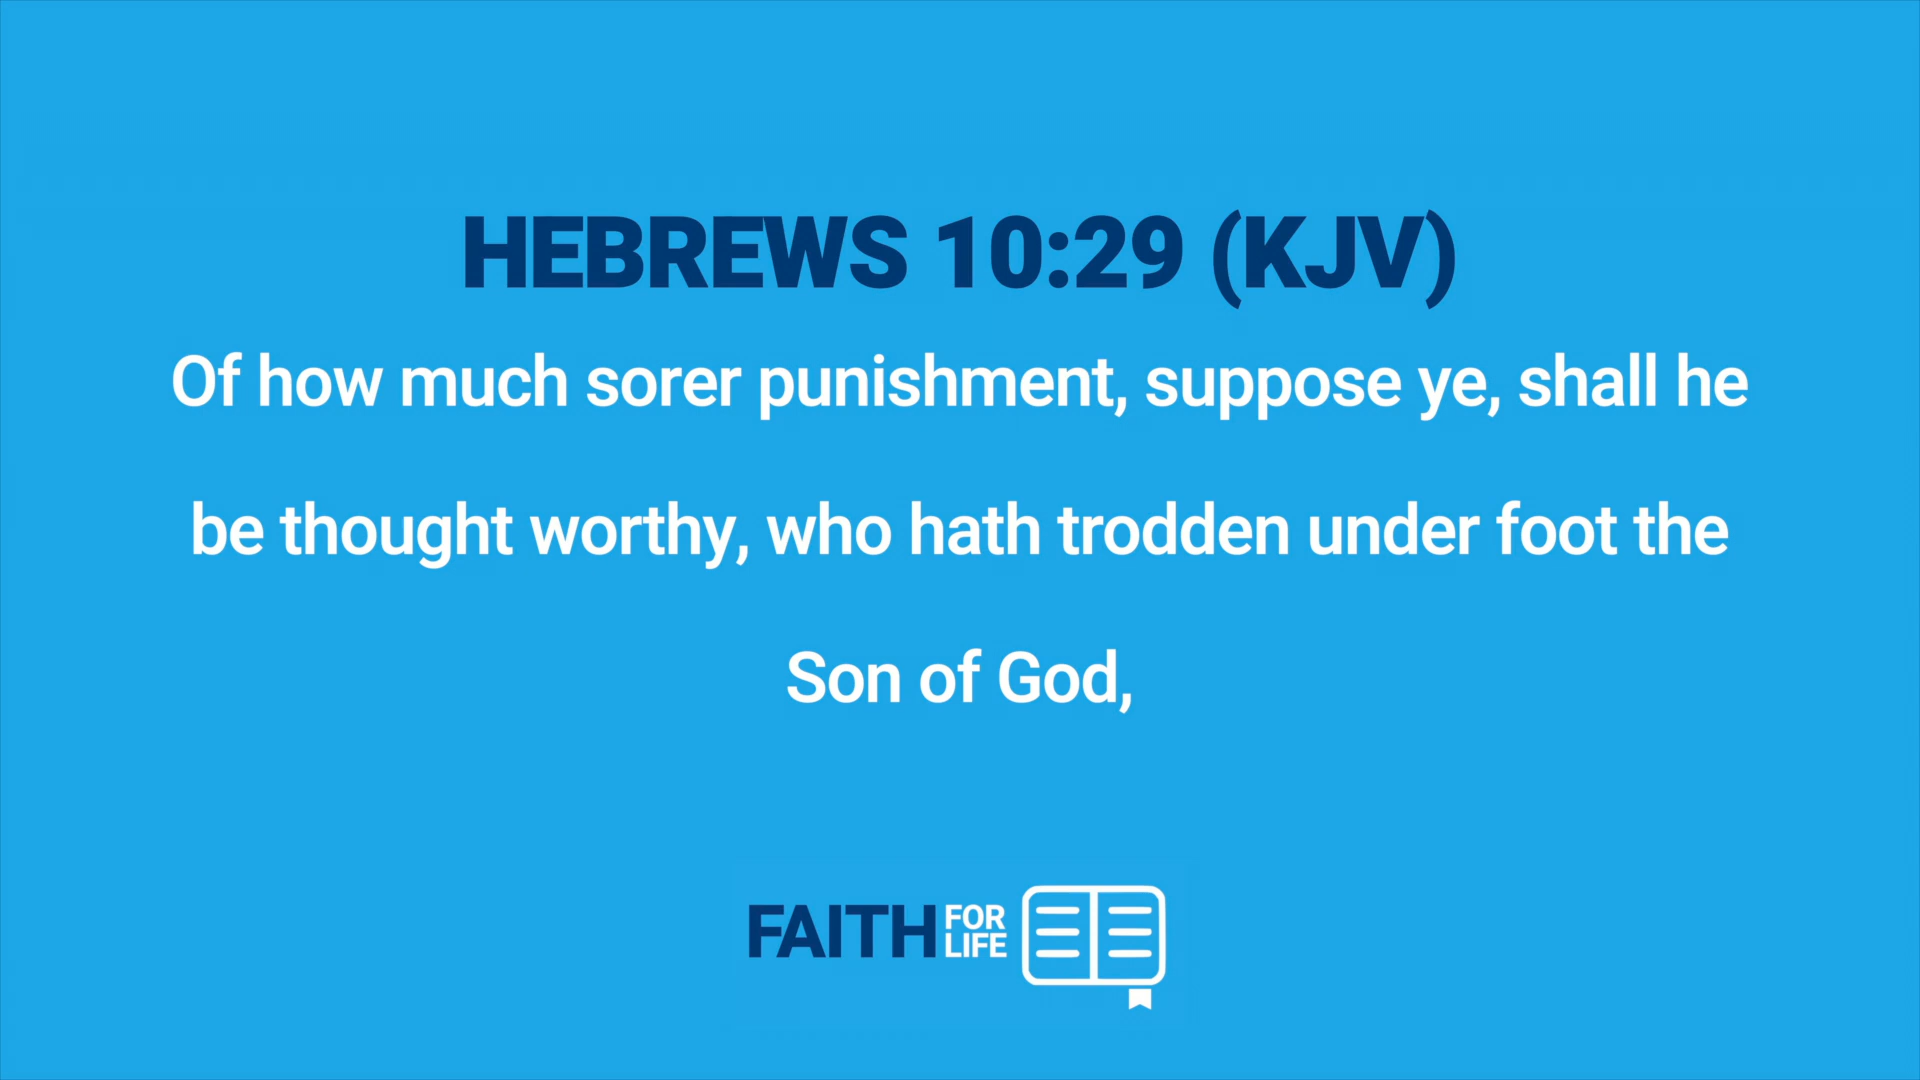 HEBREWS 10:29 (KJV)
Of how much sorer punishment, suppose ye, shall he
be thought worthy, who hath trodden under foot the
Son of God,
FAITH FOR
LIFE